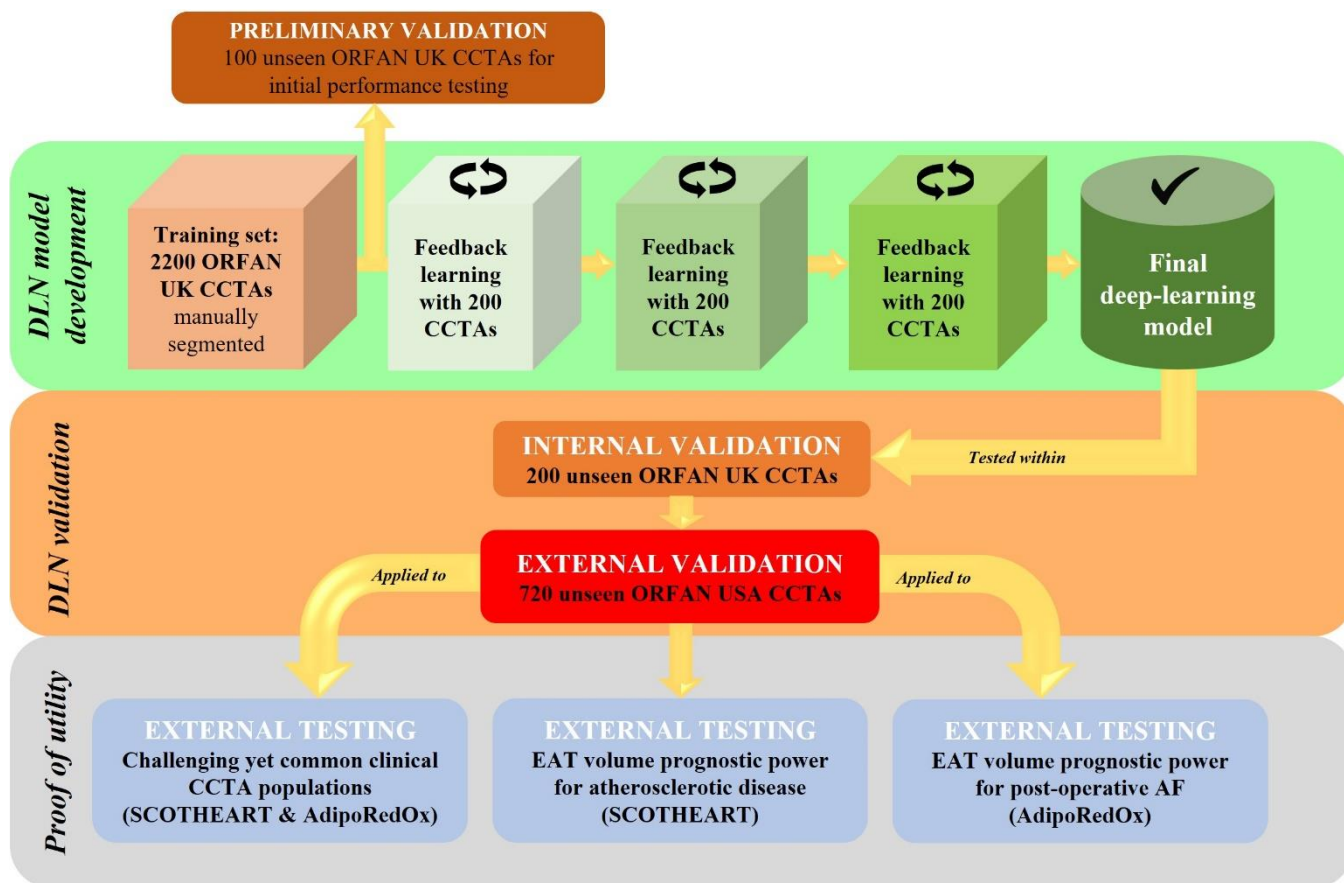 PRELIMINARY VALIDATION
100 unseen ORFAN UK CCTAs for
initial performance testing
DLN model
development
Training set:
2200 ORFAN
UK CCTAs
manually
segmented
Feedback
learning
with 200
CCTAs
Feedback
learning
with 200
CCTAs
Feedback
learning
with 200
CCTAs
Final
deep-learning
model
DLN validation
INTERNAL VALIDATION
200 unseen ORFAN UK CCTAs
Tested within
EXTERNAL VALIDATION
720 unseen ORFAN USA CCTAs
Applied to
Applied to
Proof of utility
EXTERNAL TESTING
Challenging yet common clinical
CCTA populations
(SCOTHEART & AdipoRedOx)
EXTERNAL TESTING
EAT volume prognostic power
for atherosclerotic disease
(SCOTHEART)
EXTERNAL TESTING
EAT volume prognostic power
for post-operative AF
(AdipoRedOx)